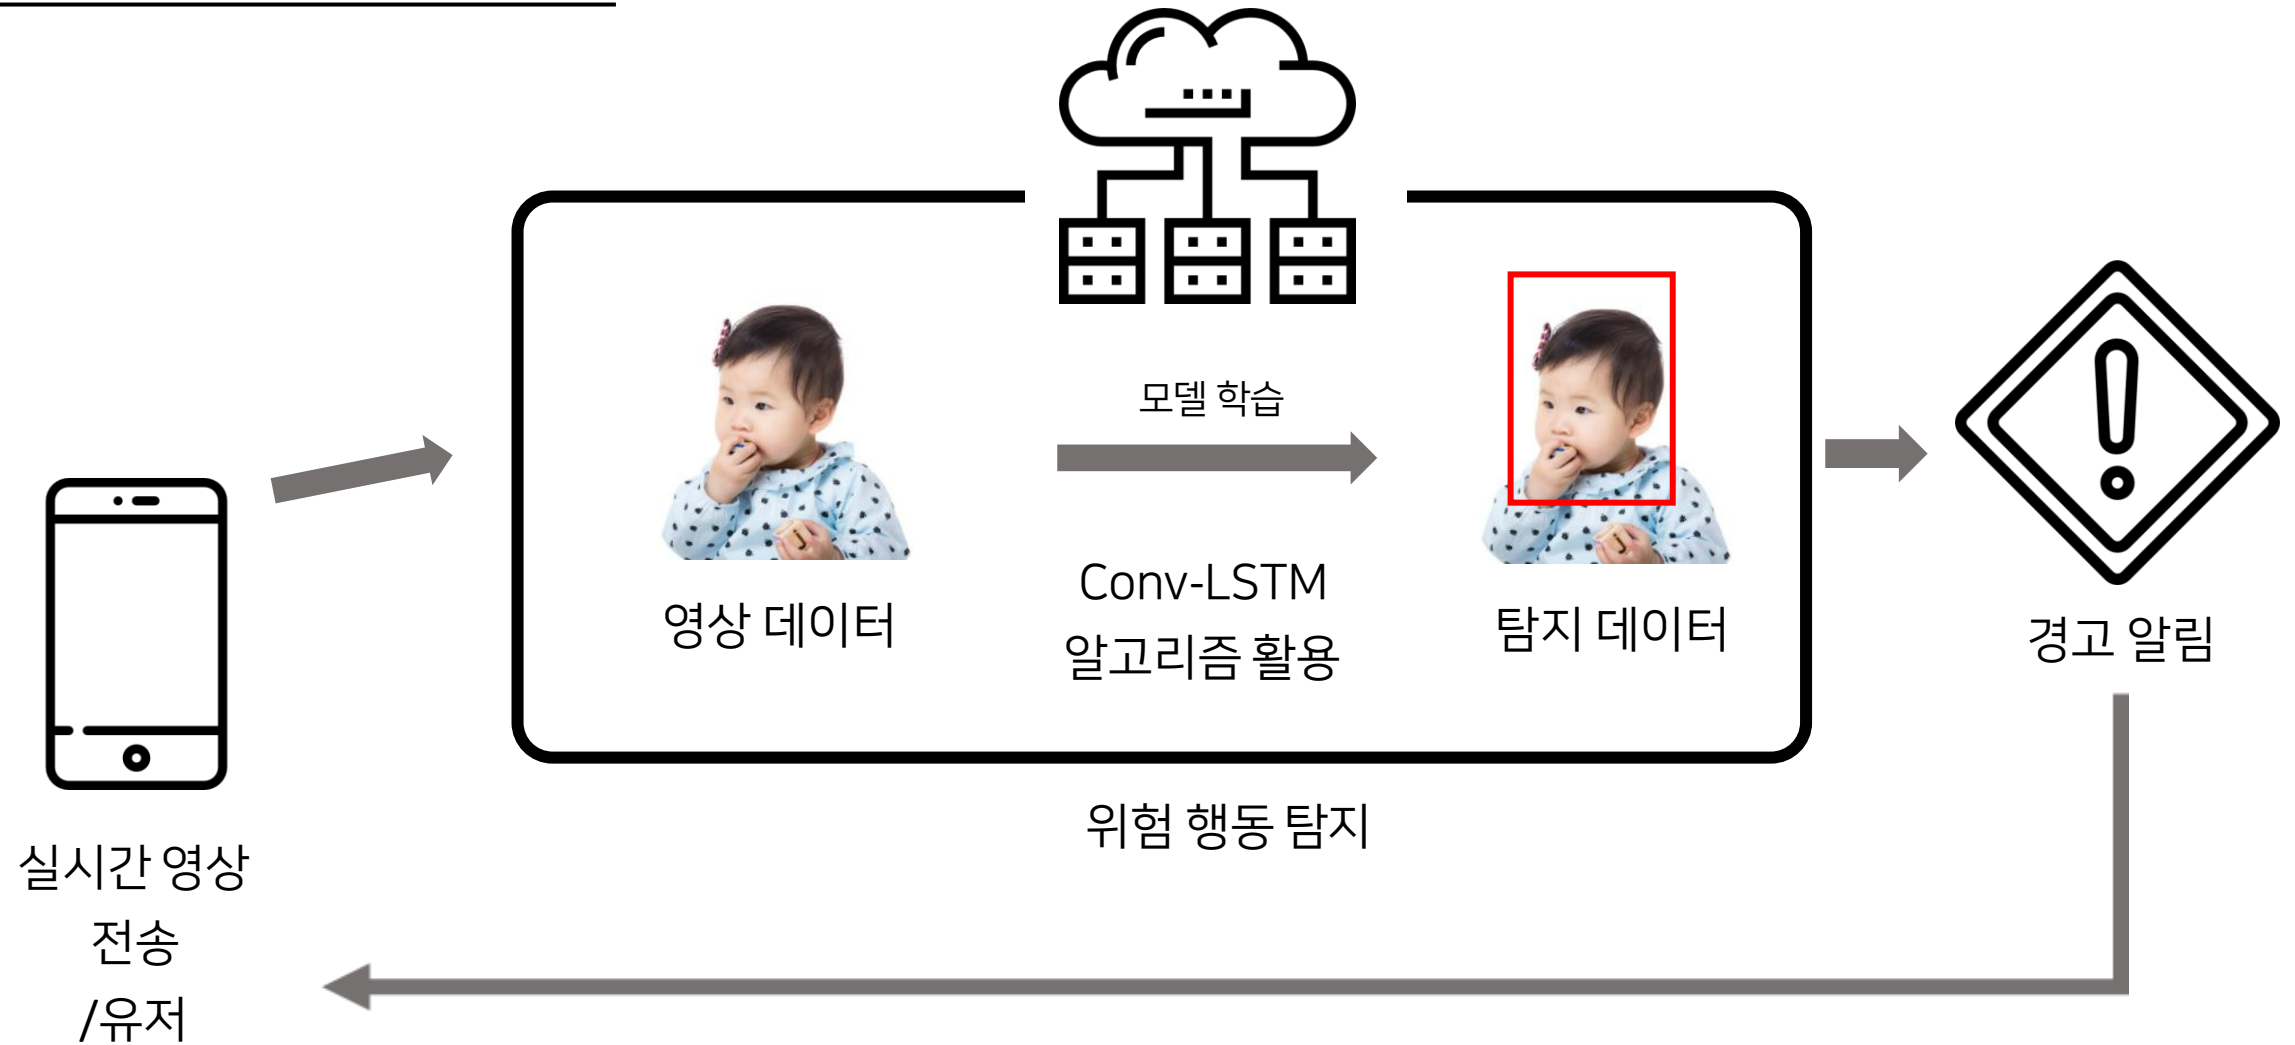 모델 학습
Conv-LSTM
알고리즘 활용
영상 데이터
탐지 데이터
경고 알림
위험 행동 탐지
실시간 영상
전송
/유저